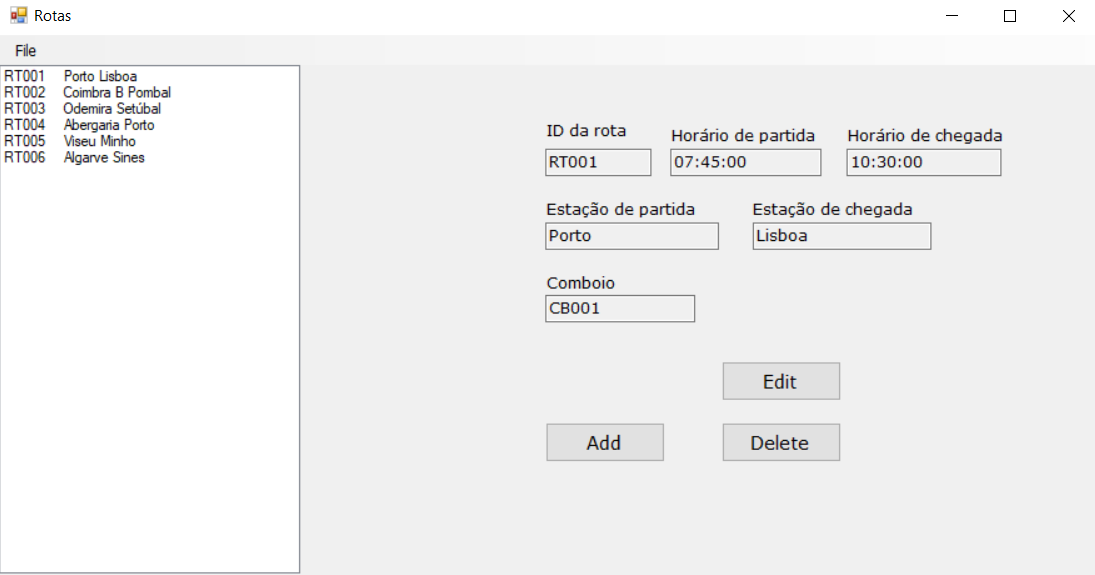 Rotas
File
RT001 Porto Lisboa
RT002 Coimbra B Pombal
RT003 Odemira Setúbal
RT004 Abergaria Porto
RT005 Viseu Minho
RT006 Algarve Sines
ID da rota
Horário de partida
Horário de chegada
RT001
07:45:00
10:30:00
Estação de partida
Estação de chegada
Porto
Lisboa
Comboio
CB001
Edit
Add
Delete